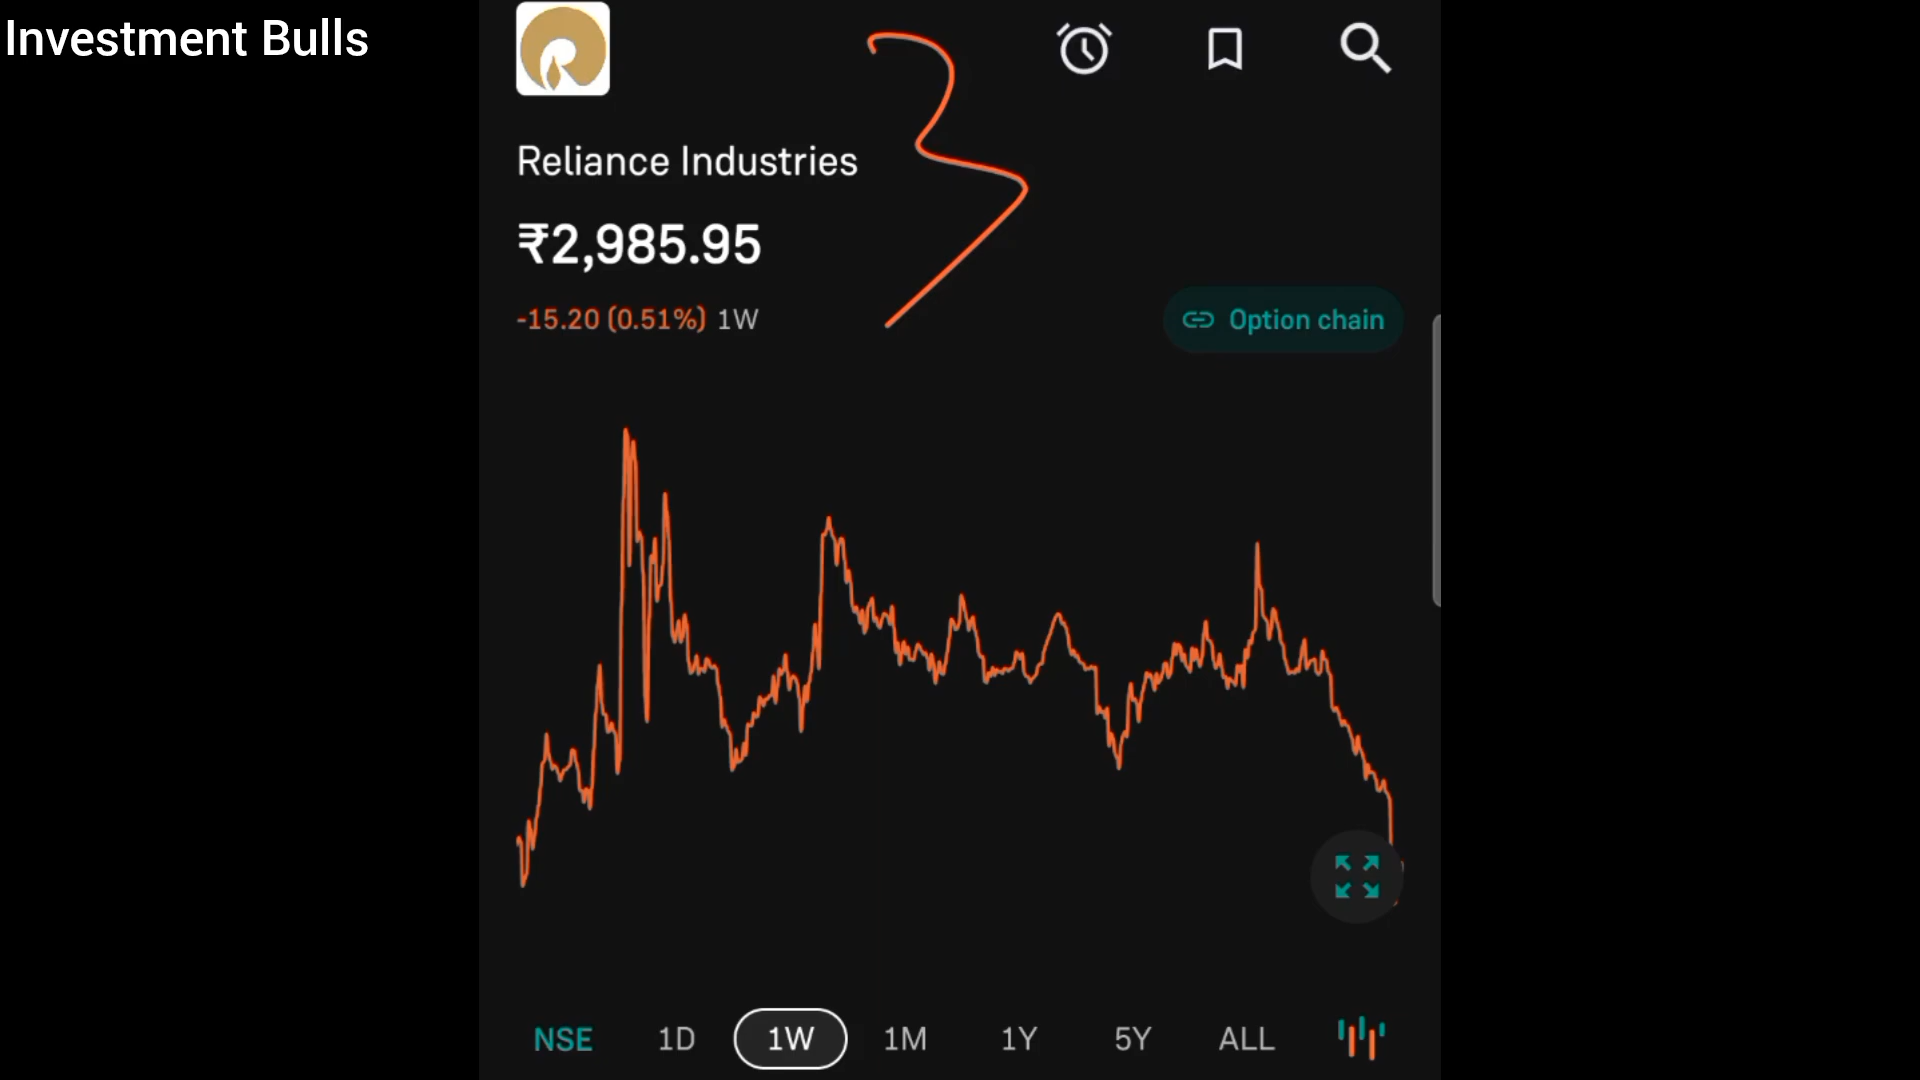 Investment Bulls
3
Reliance Industries
₹2,985.95
-15.20 (0.51%) 1W
Option chain
NSE 1D 1W 1M 1Y 5Y ALL